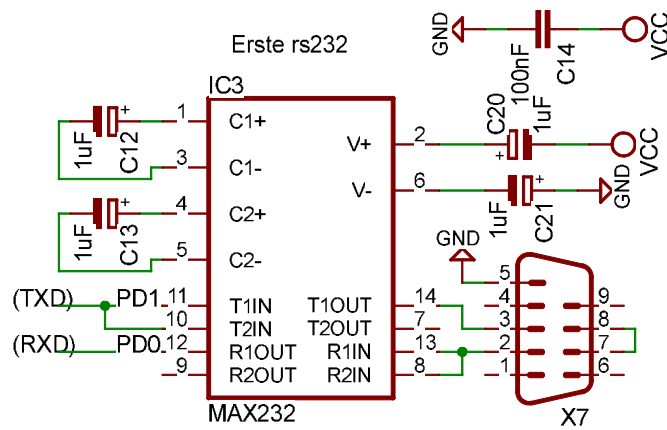 Erste rs232
GND
100nF
C14
VCC
IC3
1
C1+
1uF
+
C12
3
C1-
4
C2+
1uF
+
C13
5
C2-
V+
2
C20
+
1uF
VCC
V-
6
1uF
+
C21
GND
(TXD)
PD1
11
T1IN
10
T2IN
(RXD)
PD0
12
R1OUT
9
R2OUT
T1OUT
14
T2OUT
7
R1IN
13
R2IN
8
MAX232
GND
5
4
3
2
1
9
8
7
6
X7